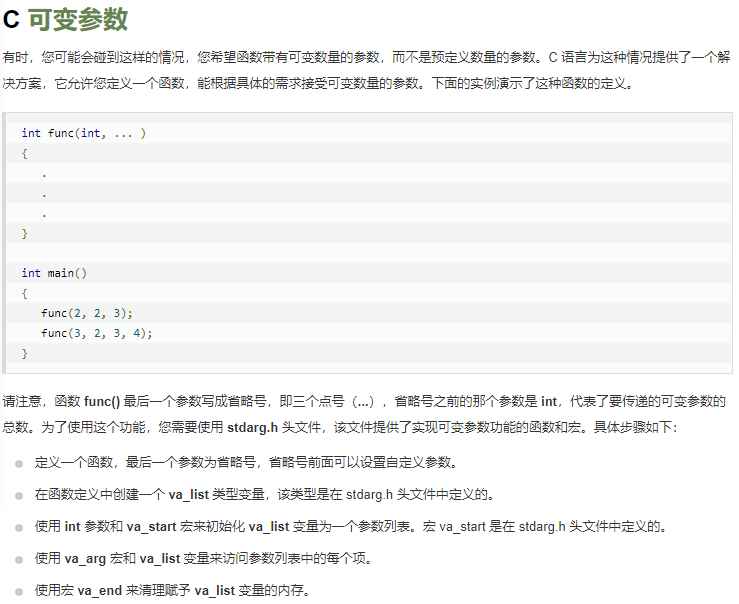 C 可变参数
有时，您可能会碰到这样的情况，您希望函数带有可变数量的参数，而不是预定义数量的参数。C 语言为这种情况提供了一个解
决方案，它允许您定义一个函数，能根据具体的需求接受可变数量的参数。下面的实例演示了这种函数的定义。
int func(int, ... )
{
.
.
.
}
int main()
{
func(2, 2, 3);
func(3, 2, 3, 4);
}
请注意，函数 func() 最后一个参数写成省略号，即三个点号（...），省略号之前的那个参数是 int，代表了要传递的可变参数的
总数。为了使用这个功能，您需要使用 stdarg.h 头文件，该文件提供了实现可变参数功能的函数和宏。具体步骤如下：
定义一个函数，最后一个参数为省略号，省略号前面可以设置自定义参数。
在函数定义中创建一个 va_list 类型变量，该类型是在 stdarg.h 头文件中定义的。
使用 int 参数和 va_start 宏来初始化 va_list 变量为一个参数列表。宏 va_start 是在 stdarg.h 头文件中定义的。
使用 va_arg 宏和 va_list 变量来访问参数列表中的每个项。
使用宏 va_end 来清理赋予 va_list 变量的内存。